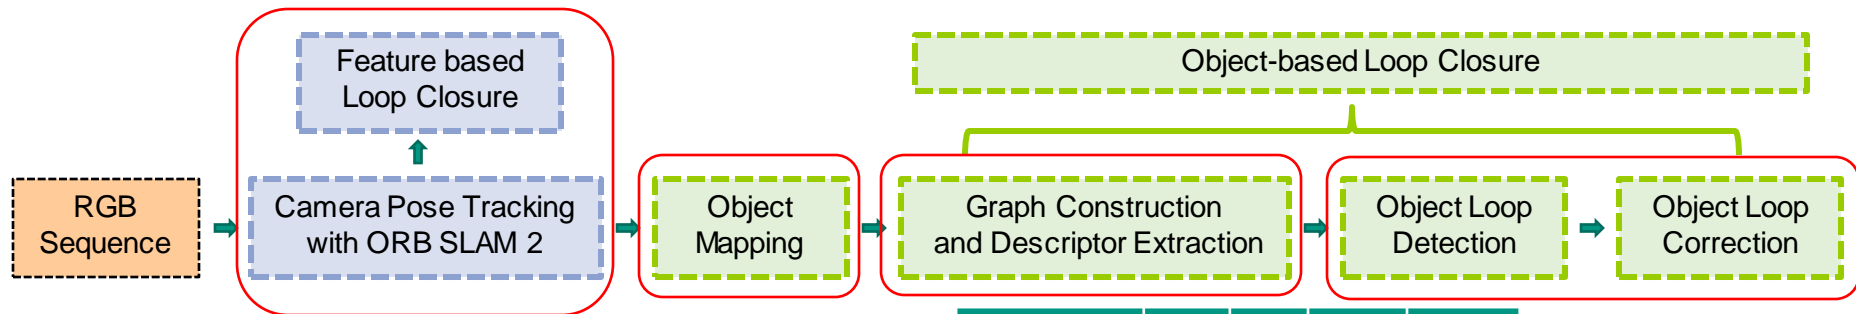 Feature based
Loop Closure
Object-based Loop Closure
RGB
Sequence
Camera Pose Tracking
with ORB SLAM 2
Object
Mapping
Graph Construction
and Descriptor Extraction
Object Loop
Detection
Object Loop
Correction